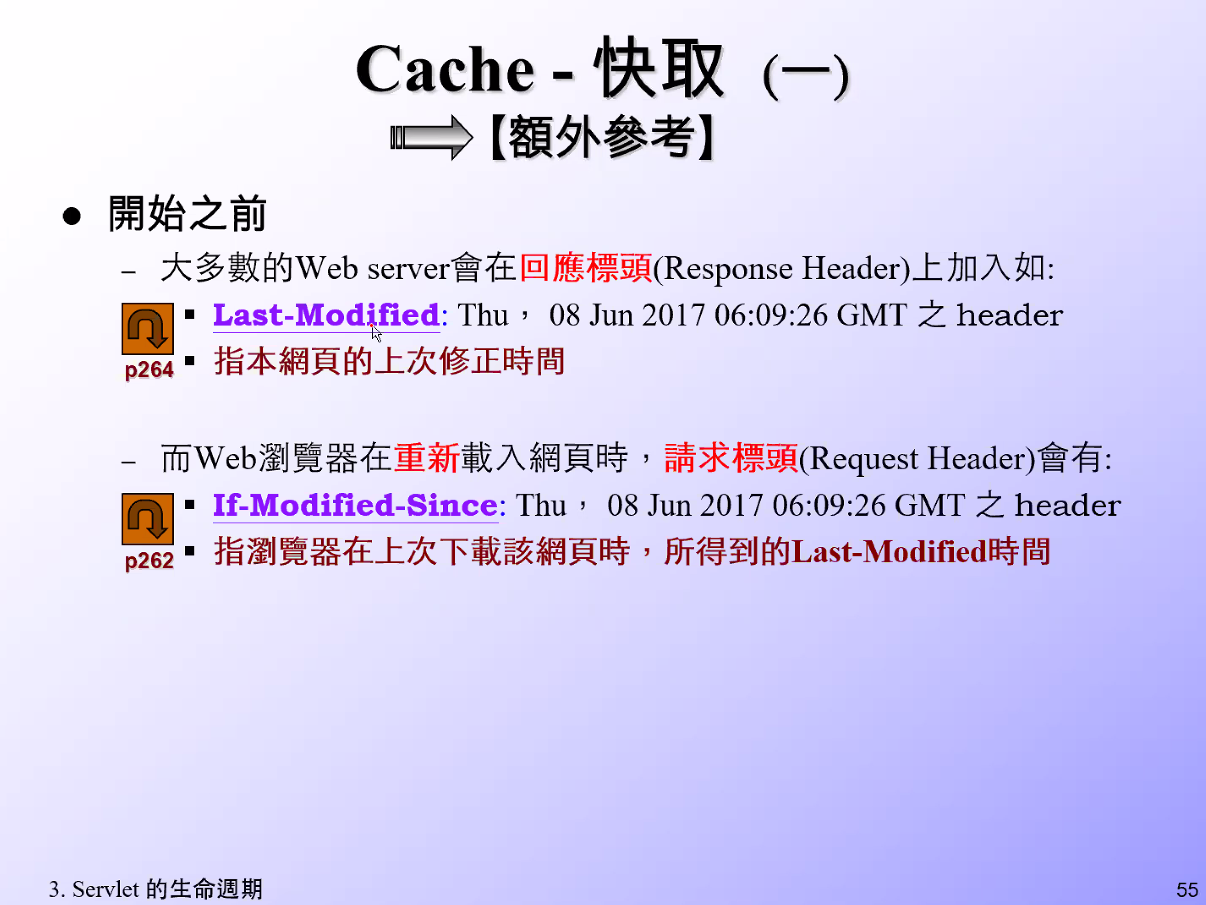 Cache - 快取 (一)
【額外參考】
● 開始之前
– 大多數的Web server會在回應標頭(Response Header)上加入如:
▪ Last-Modified: Thu, 08 Jun 2017 06:09:26 GMT 之 header
p264 ▪ 指本網頁的上次修正時間
– 而Web瀏覽器在重新載入網頁時，請求標頭(Request Header)會有:
▪ If-Modified-Since: Thu, 08 Jun 2017 06:09:26 GMT 之 header
p262 ▪ 指瀏覽器在上次下載該網頁時，所得到的Last-Modified時間
3. Servlet 的生命週期
55